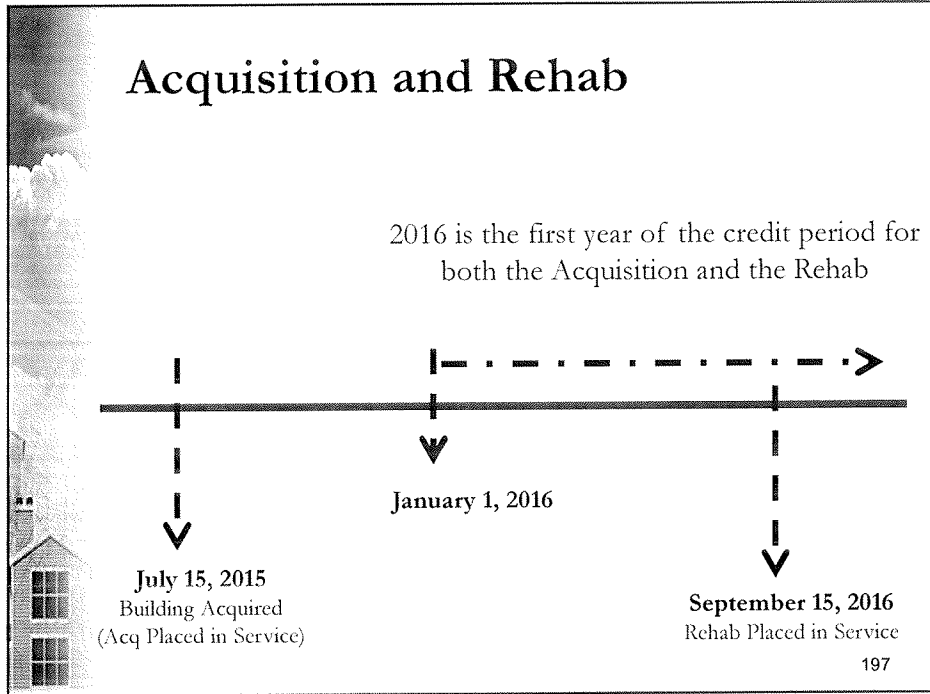 Acquisition and Rehab
2016 is the first year of the credit period for
both the Acquisition and the Rehab
January 1, 2016
July 15, 2015
Building Acquired
(Acq Placed in Service)
September 15, 2016
Rehab Placed in Service
197